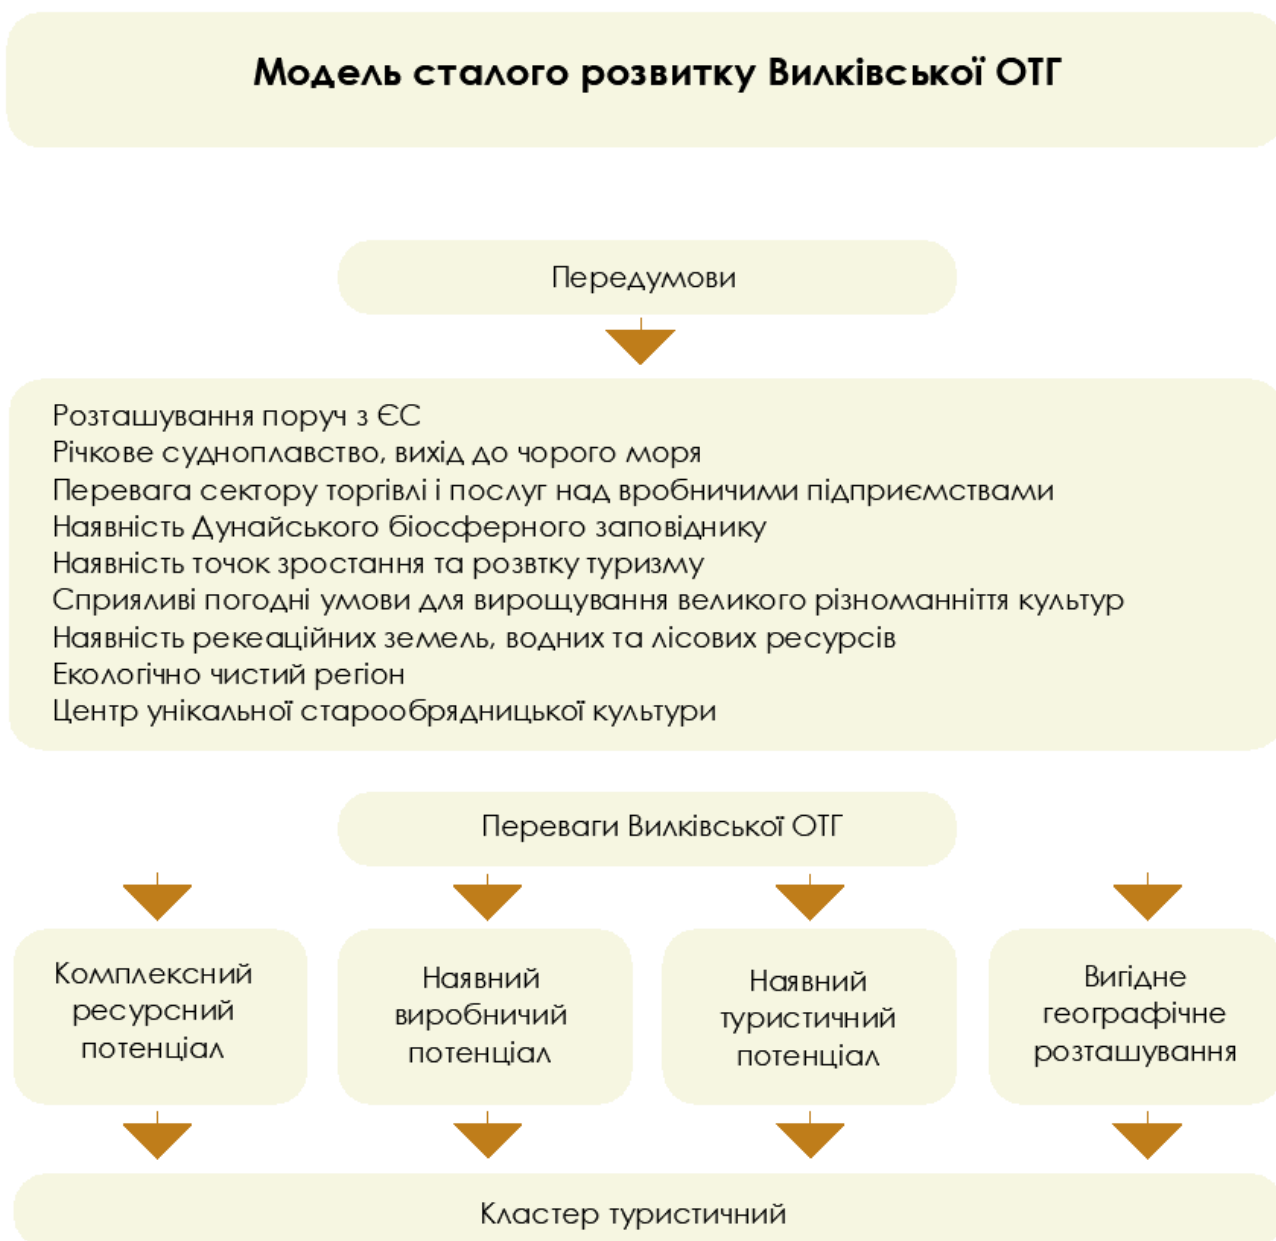 Модель сталого розвитку Вилківської ОТГ
Передумови
Розташування поруч з ЄС
Річкове судноплавство, вихід до чорого моря
Перевага сектору торгівлі і послуг над вробничими підприємствами
Наявність Дунайського біосферного заповіднику
Наявність точок зростання та розвтку туризму
Сприяливі погодні умови для вирощування великого різноманніття культур
Наявність рекеаційних земель, водних та лісових ресурсів
Екологічно чистий регіон
Центр унікальної старообрядницької культури
Переваги Вилківської ОТГ
Комплексний
ресурсний
потенціал
Наявний
виробничий
потенціал
Наявний
туристичний
потенціал
Вигідне
географічне
розташування
Кластер туристичний